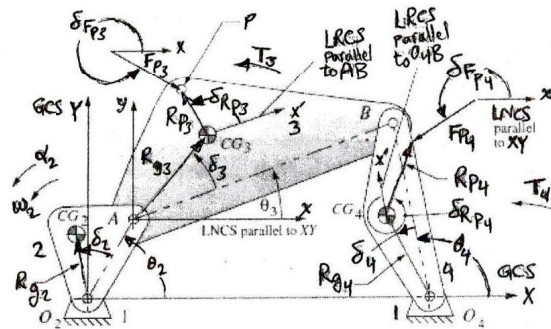 δFP3
FP3
x
P
T3
LRCS
parallel
to AB
LRCS
parallel
to O4B
δFP4
LNCS
parallel
to XY
x
FP4
GCS
Y
y
RP3
δRP3
CG3
x'
3
B
Rg3
δ3
α2
ω2
CG2
A
θ3
x
LNCS parallel to XY
2
δ2
Rg2
θ2
x'
CG4
RP4
δRP4
T4
δ4
Rg4
4
θ4
GCS
X
O2
1
1
O4